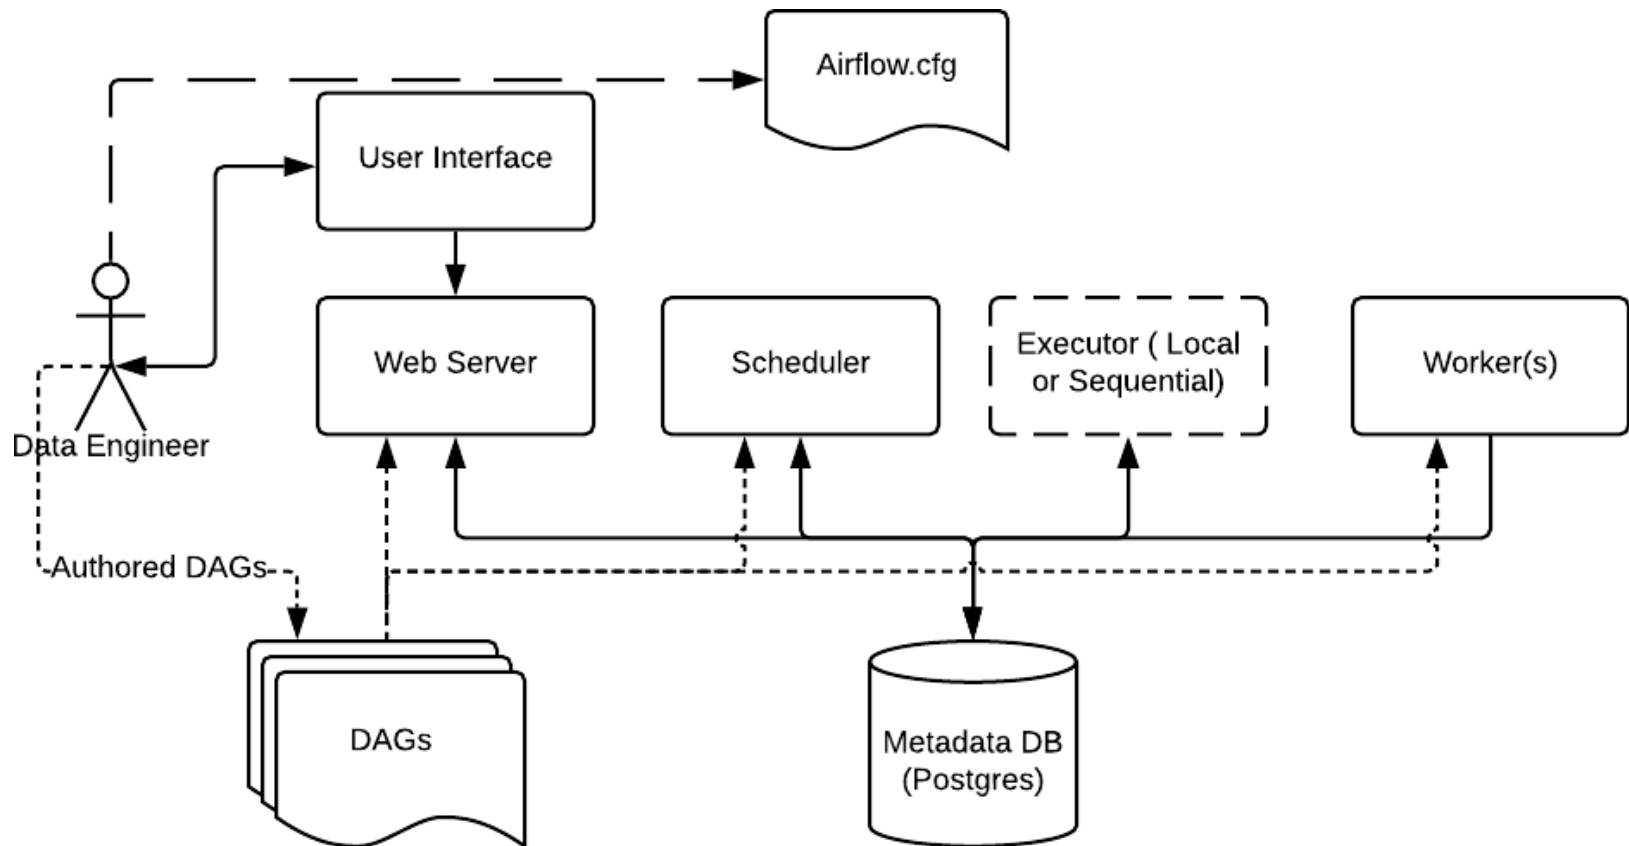 Airflow.cfg
User Interface
Web Server
Scheduler
Executor ( Local
or Sequential)
Worker(s)
Data Engineer
Authored DAGs
DAGs
Metadata DB
(Postgres)